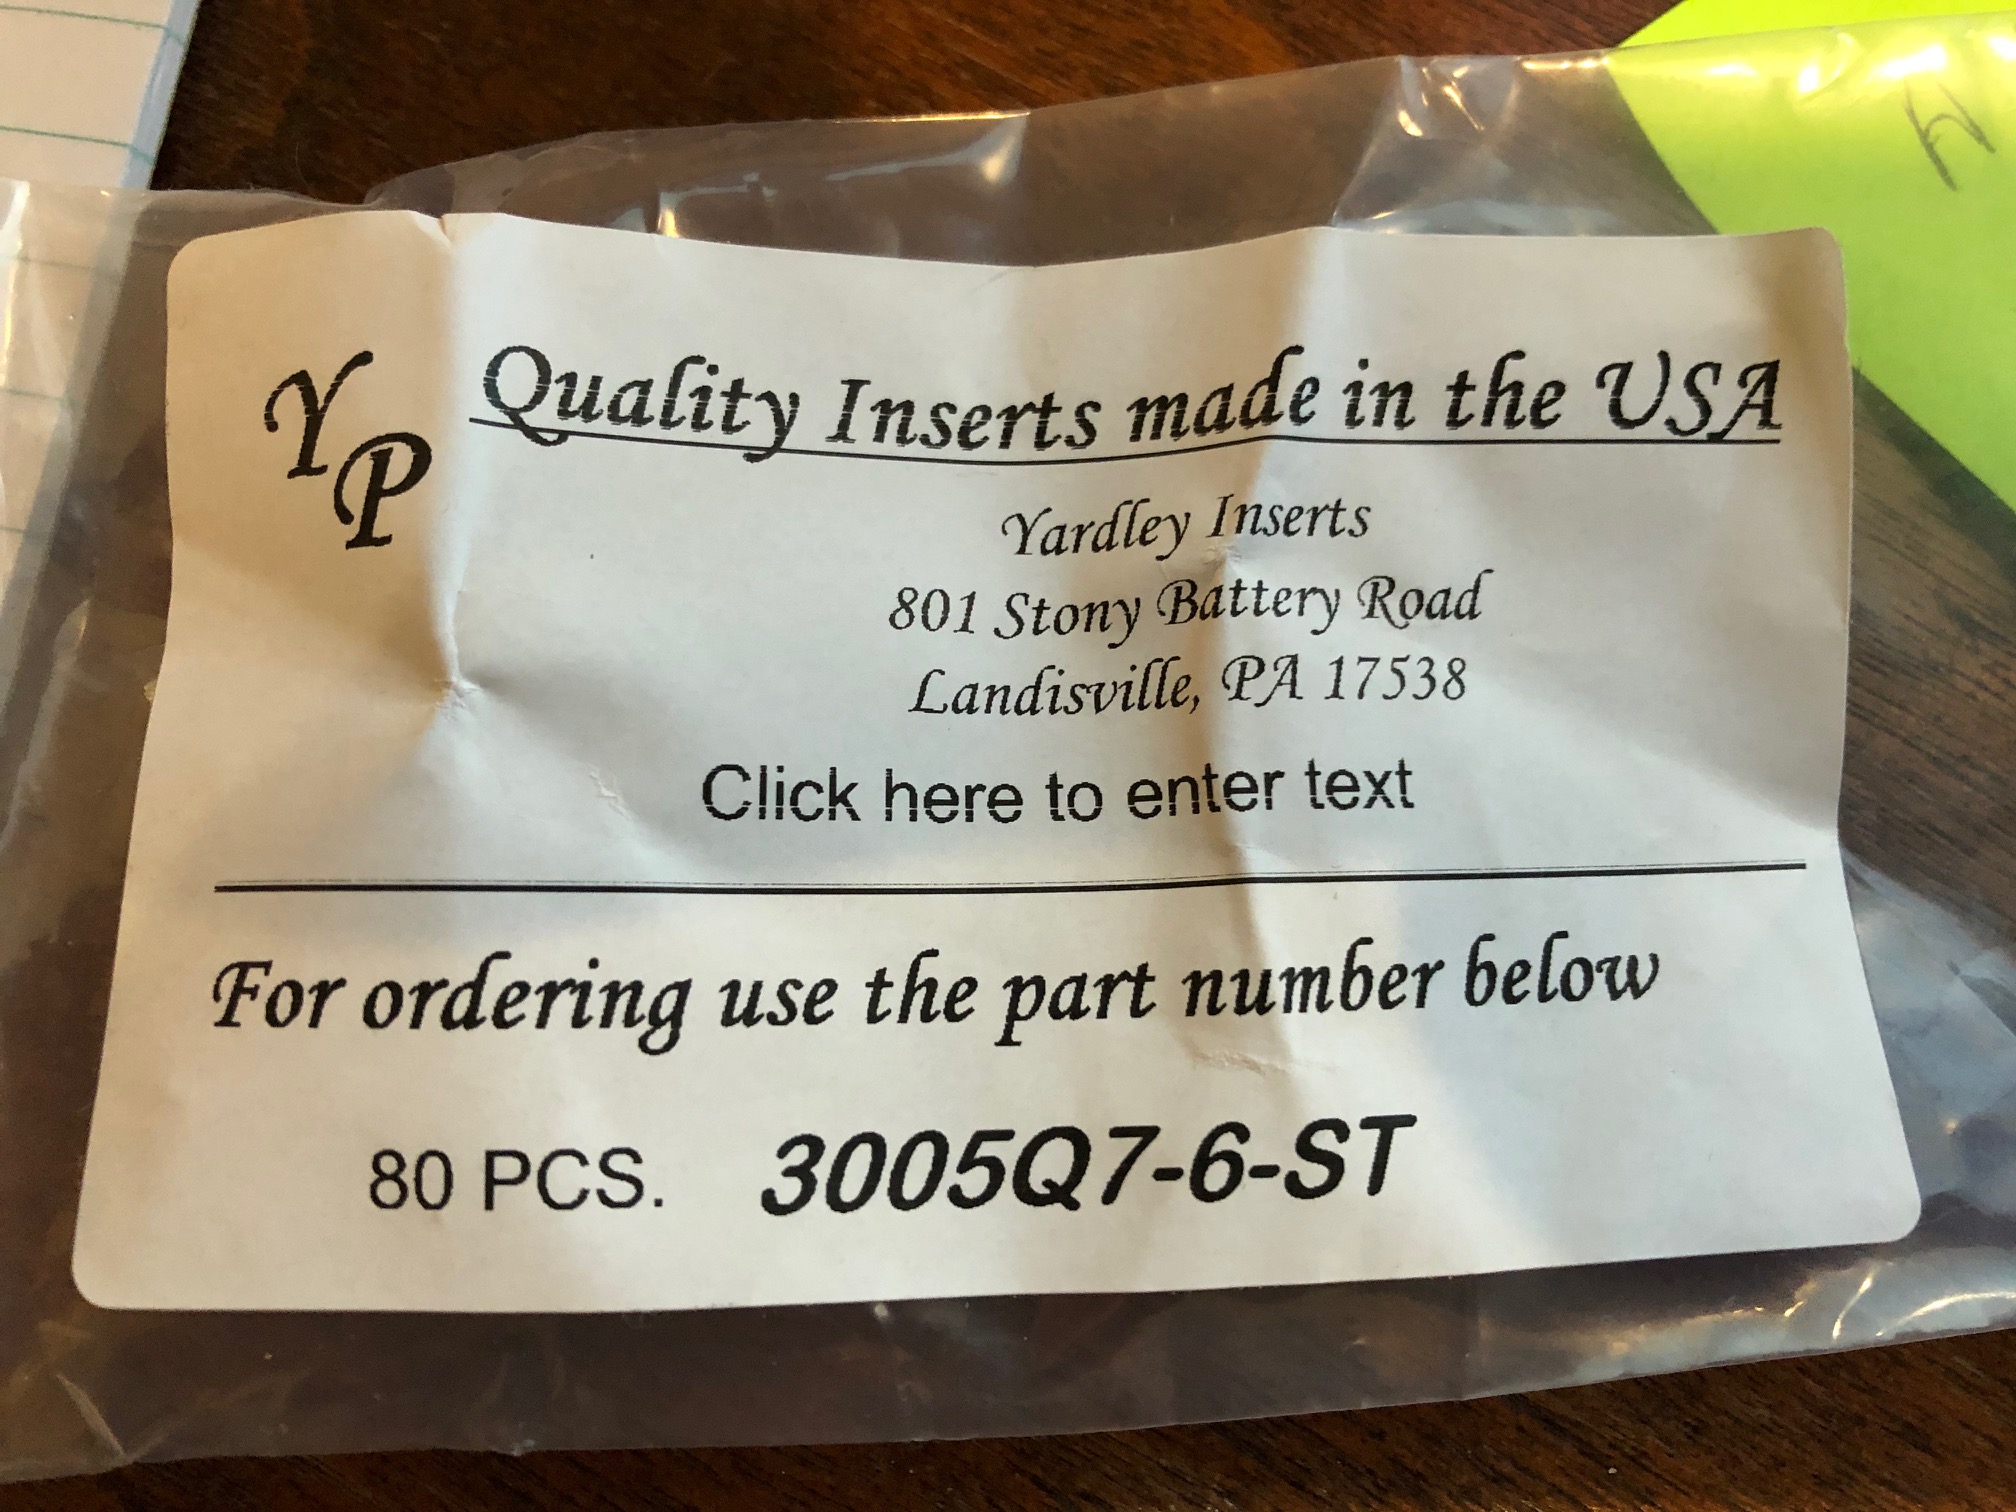 YP
Quality Inserts made in the USA
Yardley Inserts
801 Stony Battery Road
Landisville, PA 17538
Click here to enter text
For ordering use the part number below
80 PCS. 3005Q7-6-ST